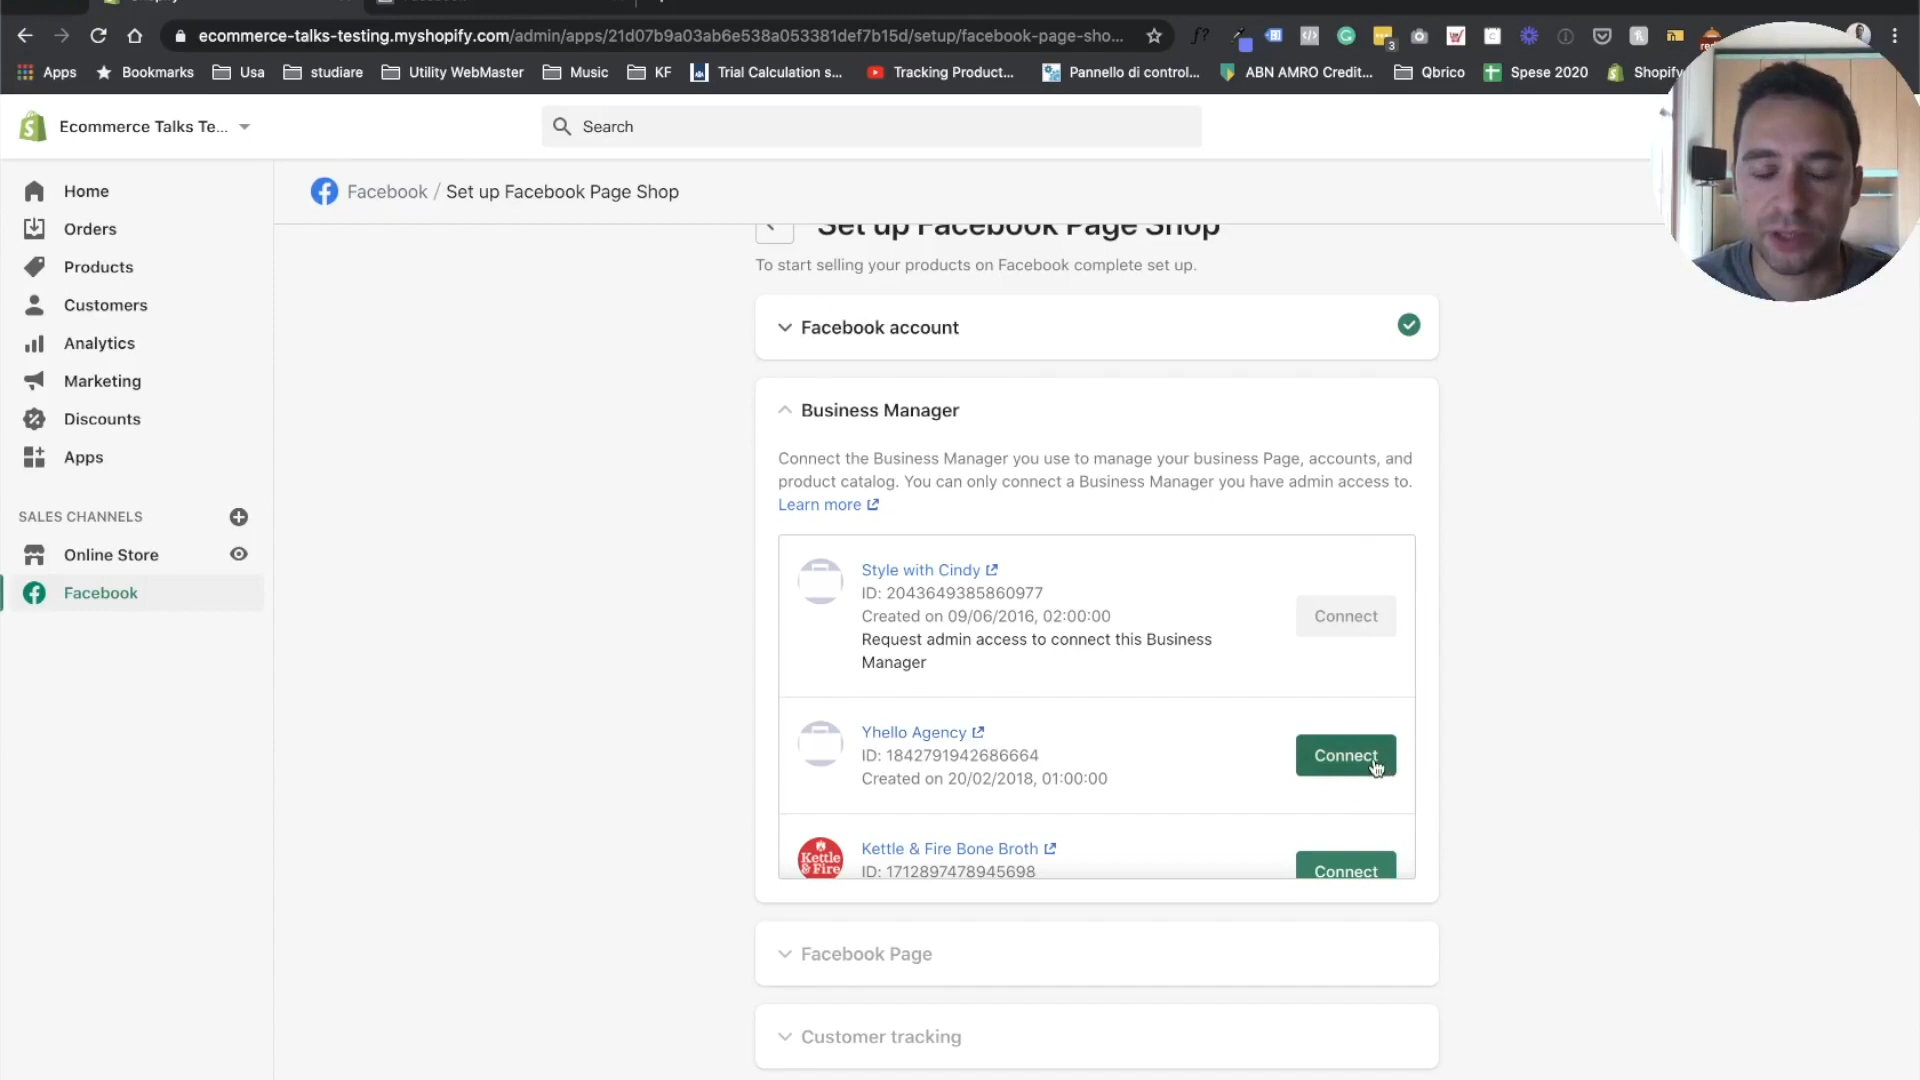 ecommerce-talks-testing.myshopify.com/admin/apps/21d07b9a03ab6e538a053381def7b15d/setup/facebook-page-sho...
Apps
Bookmarks
Usa
studiare
Utility WebMaster
Music
KF
Trial Calculation s...
Tracking Product...
Pannello di control...
ABN AMRO Credit...
Qbrico
Spese 2020
Shopify
Ecommerce Talks Te...
Search
Home
Orders
Products
Customers
Analytics
Marketing
Discounts
Apps
SALES CHANNELS
Online Store
Facebook
Facebook / Set up Facebook Page Shop
Set up Facebook Page Shop
To start selling your products on Facebook complete set up.
Facebook account
Business Manager
Connect the Business Manager you use to manage your business Page, accounts, and
product catalog. You can only connect a Business Manager you have admin access to.
Learn more
Style with Cindy
ID: 2043649385860977
Created on 09/06/2016, 02:00:00
Request admin access to connect this Business
Manager
Connect
Yhello Agency
ID: 1842791942686664
Created on 20/02/2018, 01:00:00
Connect
Kettle & Fire Bone Broth
ID: 1712897478945698
Connect
Kettle
& Fire
Facebook Page
Customer tracking